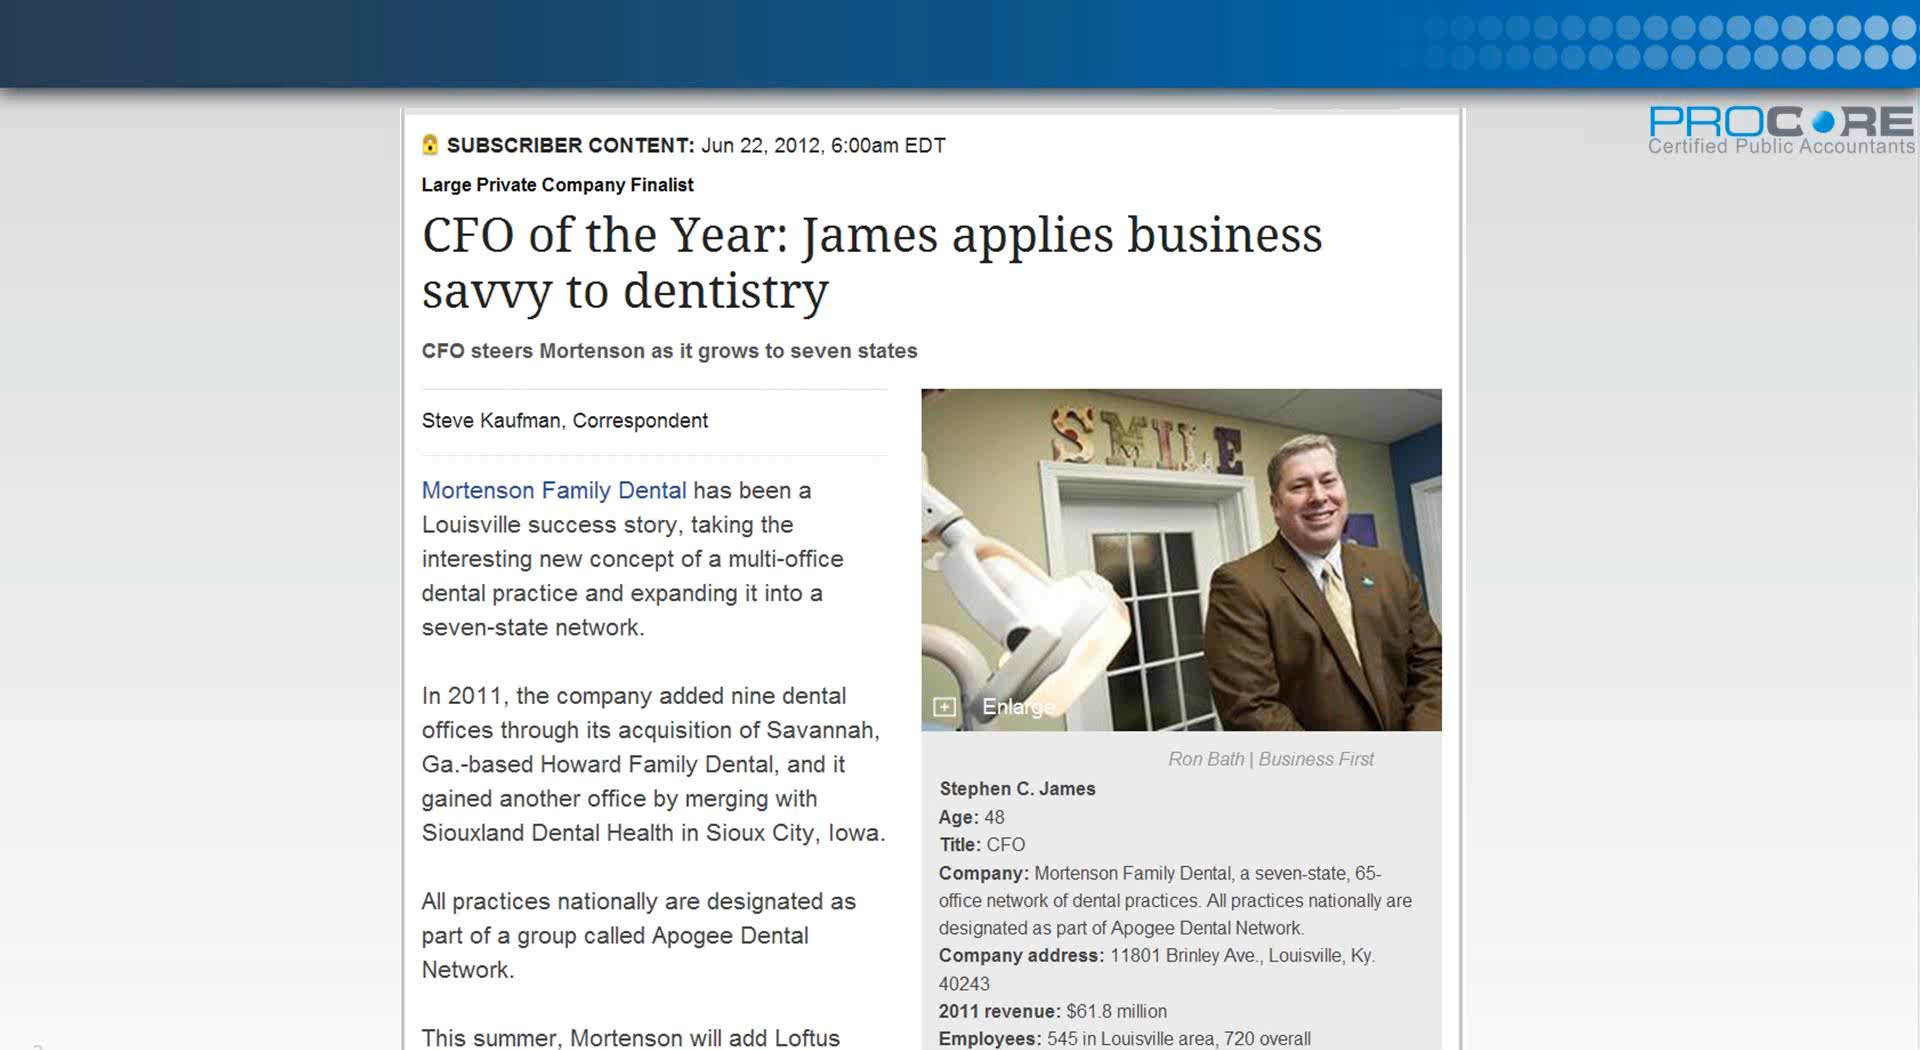 PROCORE
Certified Public Accountants
SUBSCRIBER CONTENT: Jun 22, 2012, 6:00am EDT
Large Private Company Finalist
CFO of the Year: James applies business
savvy to dentistry
CFO steers Mortenson as it grows to seven states
Steve Kaufman, Correspondent
Mortenson Family Dental has been a
Louisville success story, taking the
interesting new concept of a multi-office
dental practice and expanding it into a
seven-state network.
In 2011, the company added nine dental
offices through its acquisition of Savannah,
Ga.-based Howard Family Dental, and it
gained another office by merging with
Siouxland Dental Health in Sioux City, Iowa.
All practices nationally are designated as
part of a group called Apogee Dental
Network.
This summer, Mortenson will add Loftus
SMILE
Enlarge
Ron Bath | Business First
Stephen C. James
Age: 48
Title: CFO
Company: Mortenson Family Dental, a seven-state, 65-
office network of dental practices. All practices nationally are
designated as part of Apogee Dental Network.
Company address: 11801 Brinley Ave., Louisville, Ky.
40243
2011 revenue: $61.8 million
Employees: 545 in Louisville area, 720 overall